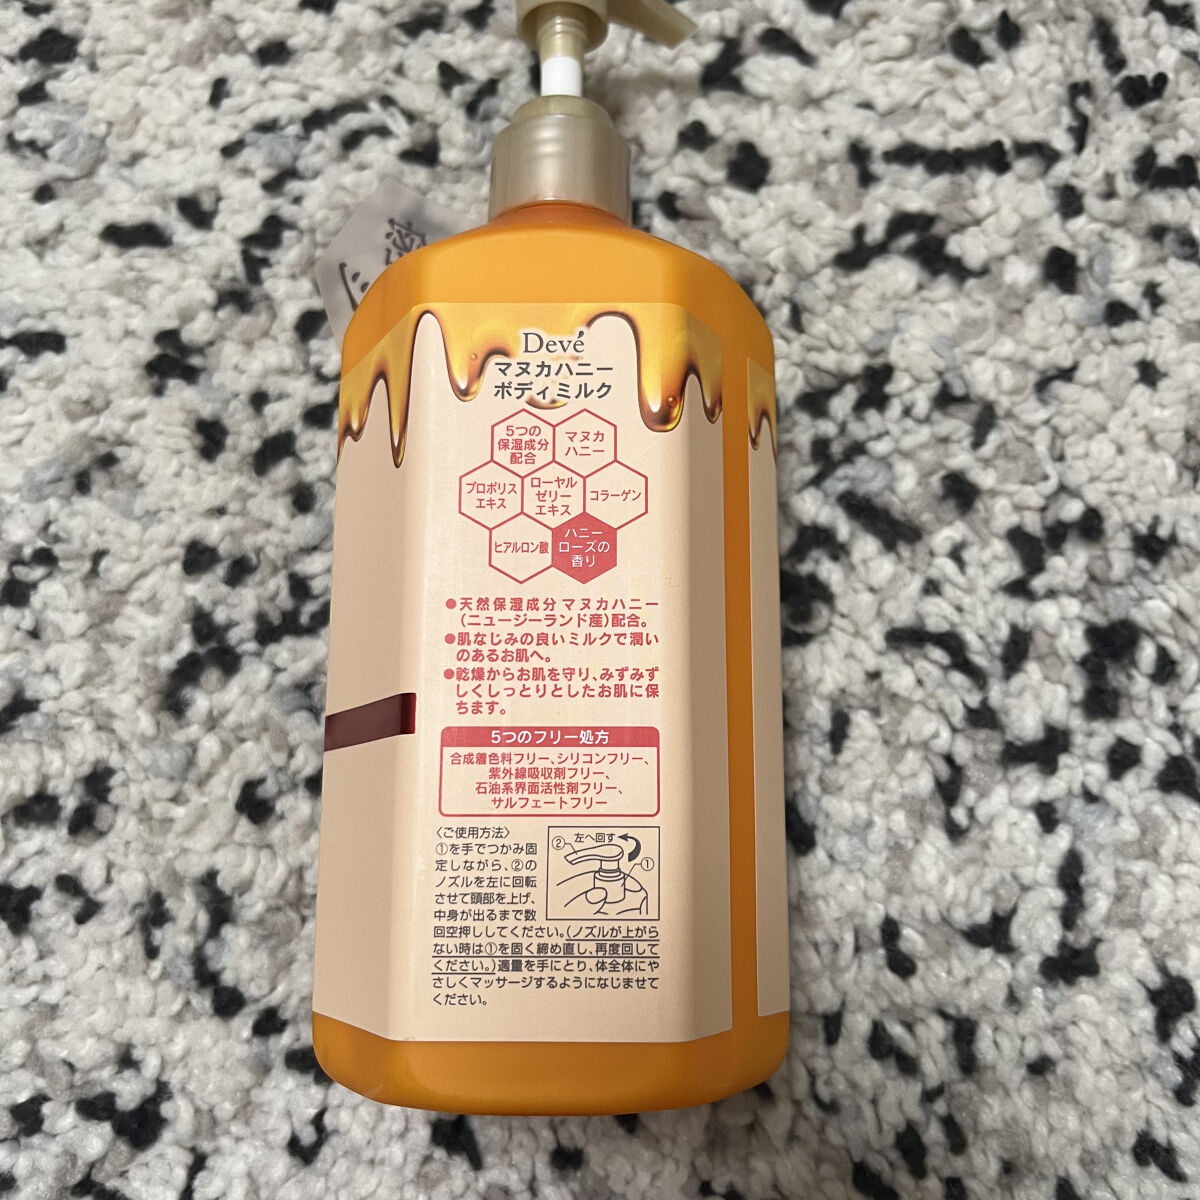 Devé
マヌカハニー
ボディミルク
5つの
保湿成分
配合
マヌカ
ハニー
プロポリス
エキス
ローヤル
ゼリー
エキス
コラーゲン
ヒアルロン酸
ハニー
ローズの
香り
●天然保湿成分マヌカハニー
(ニュージーランド産)配合。
●肌なじみの良いミルクで潤い
のあるお肌へ。
●乾燥からお肌を守り、みずみず
しくしっとりとしたお肌に保
ちます。
5つのフリー処方
合成着色料フリー、シリコンフリー、
紫外線吸収剤フリー、
石油系界面活性剤フリー、
サルフェートフリー
〈ご使用方法〉
①を手でつかみ固
定しながら、②の
ノズルを左に回転
させて頭部を上げ、
中身が出るまで数
回空押ししてください。(ノズルが上がら
ない時は①を固く締め直し、再度回して
ください。)適量を手にとり、体全体にや
さしくマッサージするようになじませて
ください。
② 左へ回す
①